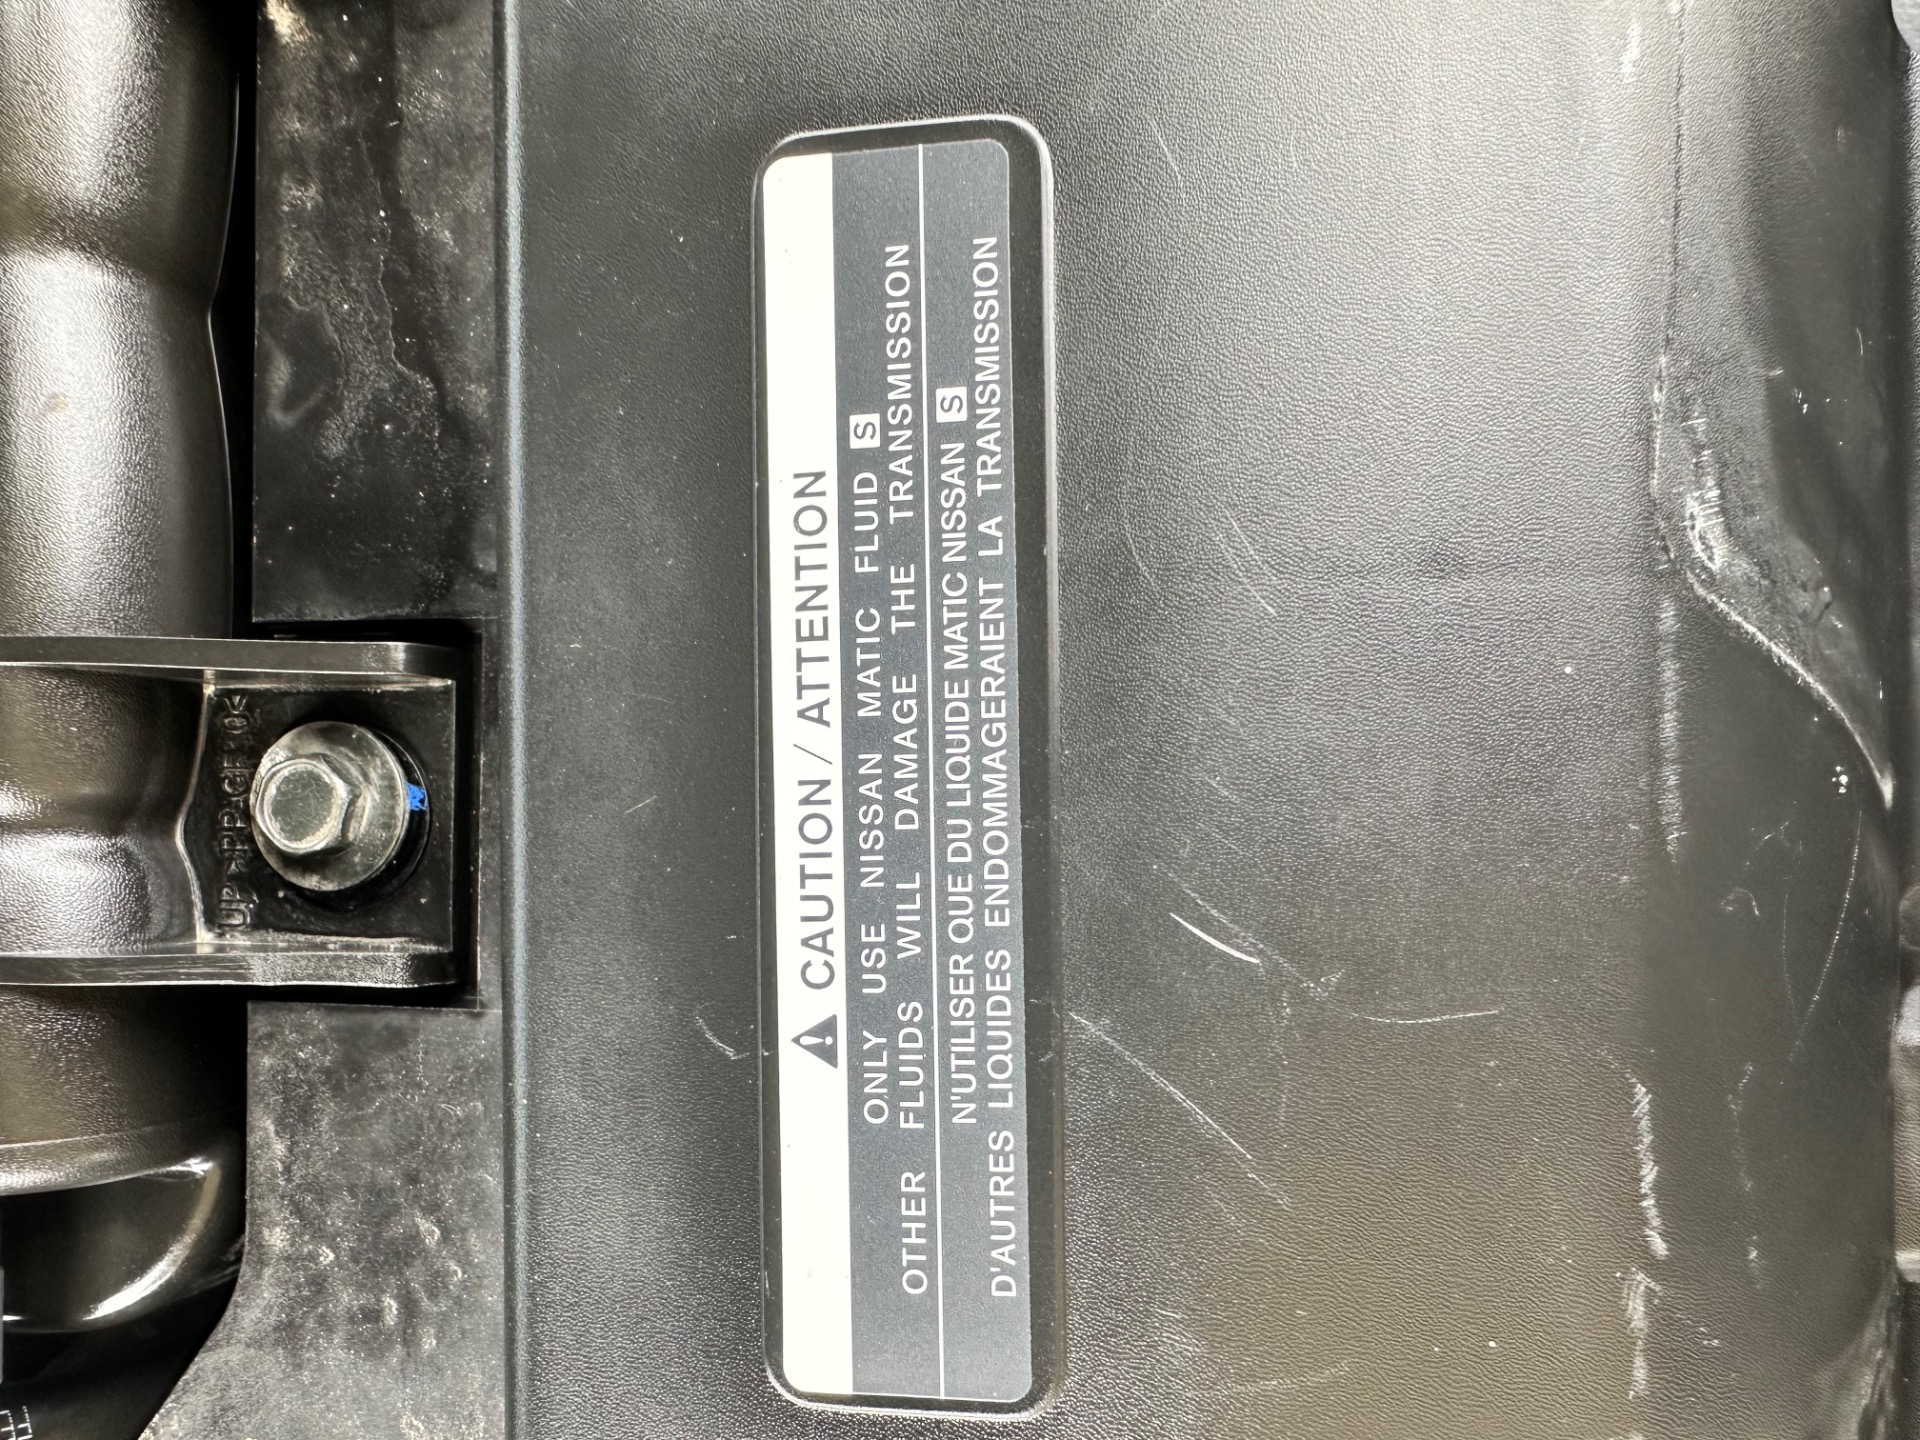 CAUTION / ATTENTION
ONLY USE NISSAN MATIC FLUID S
OTHER FLUIDS WILL DAMAGE THE TRANSMISSION
N'UTILISER QUE DU LIQUIDE MATIC NISSAN S
D'AUTRES LIQUIDES ENDOMMAGERAIENT LA TRANSMISSION
UP